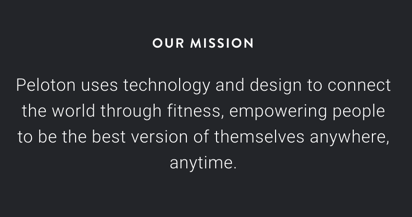 OUR MISSION
Peloton uses technology and design to connect
the world through fitness, empowering people
to be the best version of themselves anywhere,
anytime.